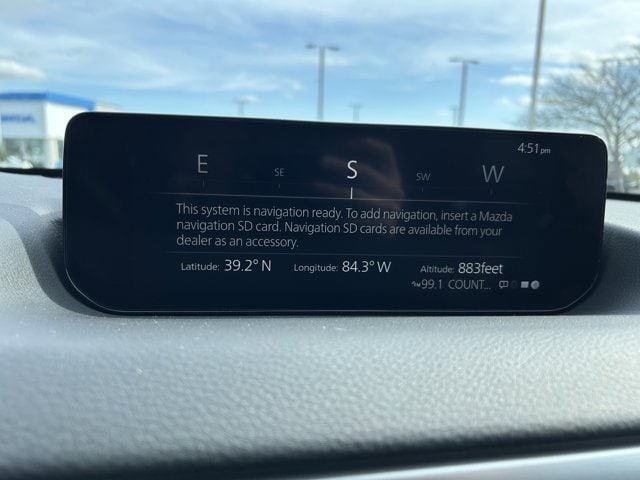 4:51pm
E SE S SW W
This system is navigation ready. To add navigation, insert a Mazda
navigation SD card. Navigation SD cards are available from your
dealer as an accessory.
Latitude: 39.2° N Longitude: 84.3° W Altitude: 883feet
99.1 COUNT...